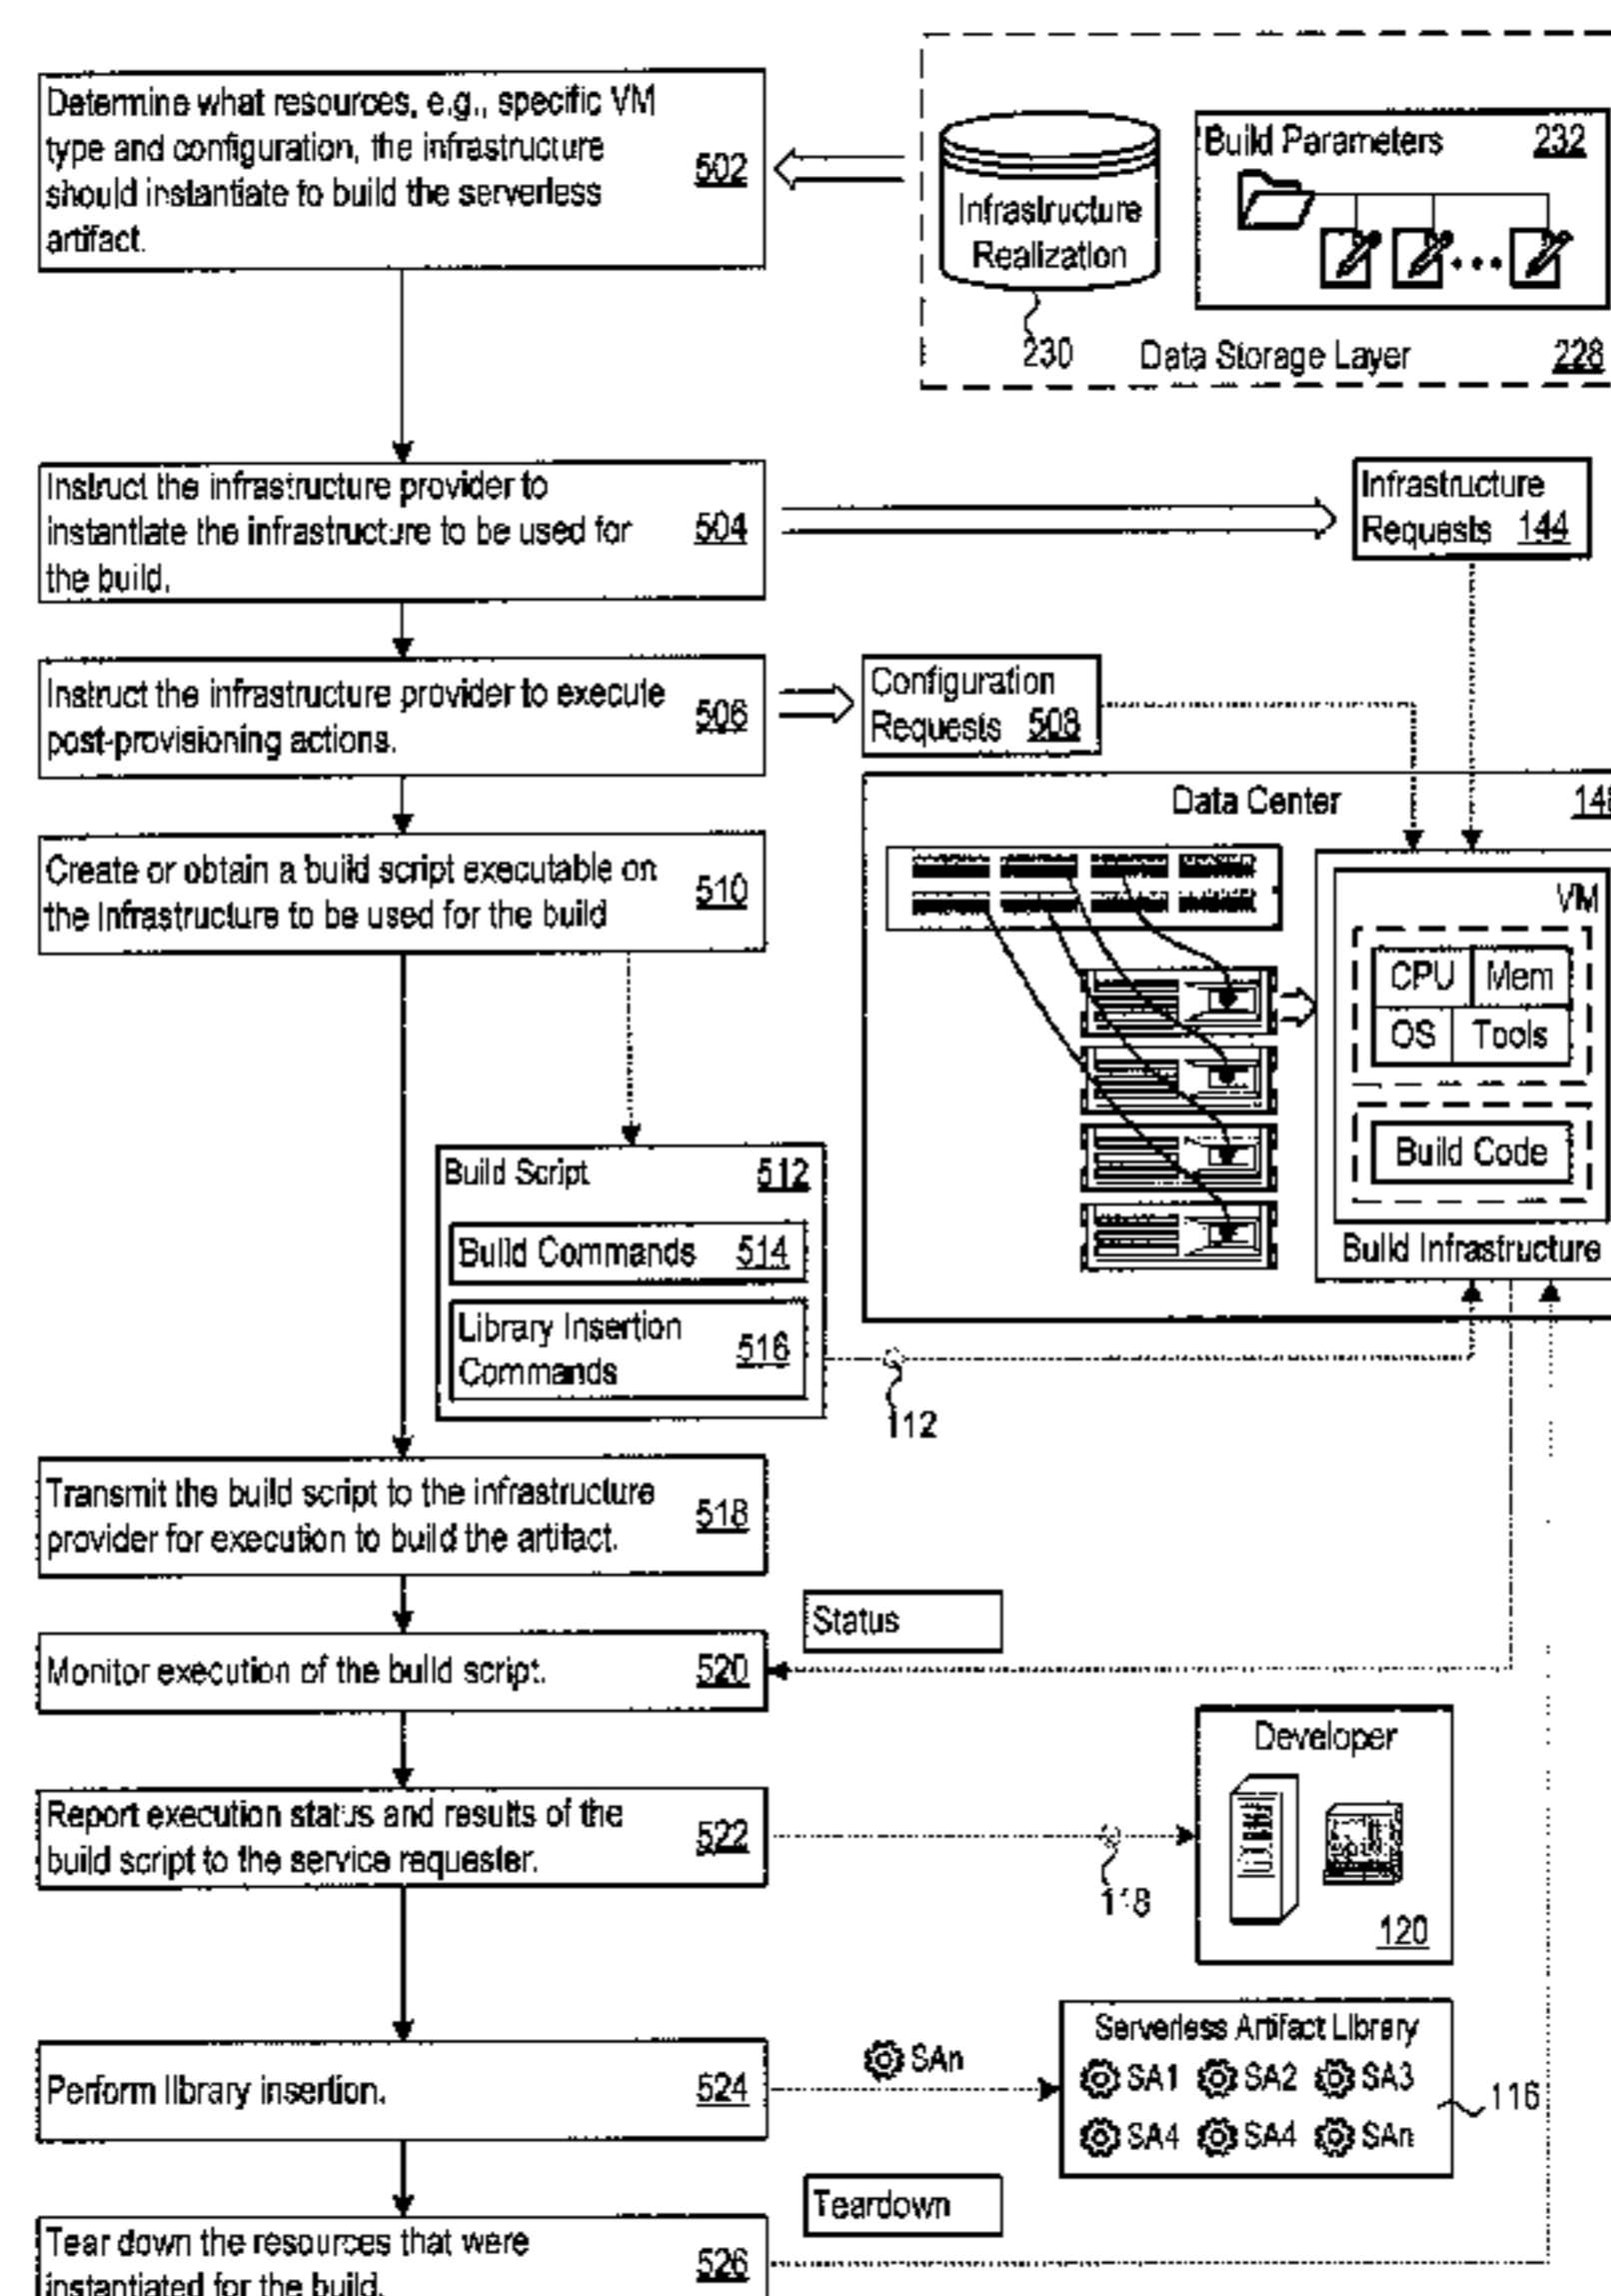 Determine what resources, e.g., specific VM
type and configuration, the infrastructure
should instantiate to build the serverless
artifact.
502
Infrastructure
Realization
230
Build Parameters 232
Data Storage Layer 228
Instruct the infrastructure provider to
instantiate the infrastructure to be used for
the build.
504
Infrastructure
Requests 144
Instruct the infrastructure provider to execute
post-provisioning actions.
506
Configuration
Requests 508
Data Center
VM
CPU Mem
OS Tools
Build Code
Build Infrastructure
Create or obtain a build script executable on
the infrastructure to be used for the build
510
Build Script 512
Build Commands 514
Library Insertion
Commands
516
112
Transmit the build script to the infrastructure
provider for execution to build the artifact.
518
Status
Monitor execution of the build script. 520
Developer
120
Report execution status and results of the
build script to the service requester.
522
118
Perform library insertion. 524
SAn
Serverless Artifact Library
SA1 SA2 SA3
SA4 SA4 SAn
116
Teardown
Tear down the resources that were
instantiated for the build.
526